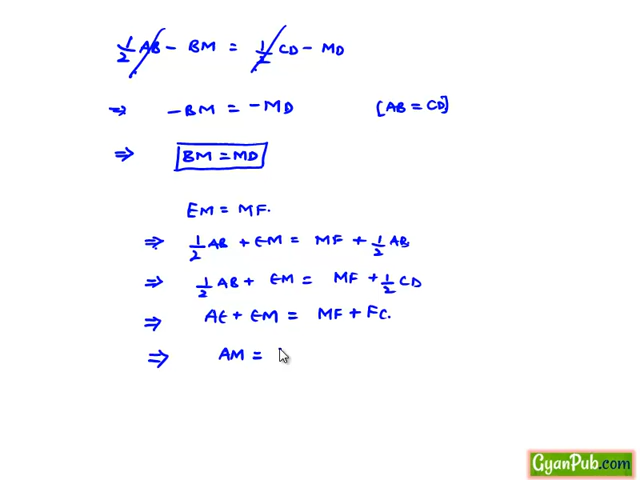 1/2 AB - BM = 1/2 CD - MD
⇒ -BM = -MD [AB = CD]
⇒ BM = MD
EM = MF.
⇒ 1/2 AB + EM = MF + 1/2 AB
⇒ 1/2 AB + EM = MF + 1/2 CD
⇒ AE + EM = MF + FC.
⇒ AM =
GyanPub.com